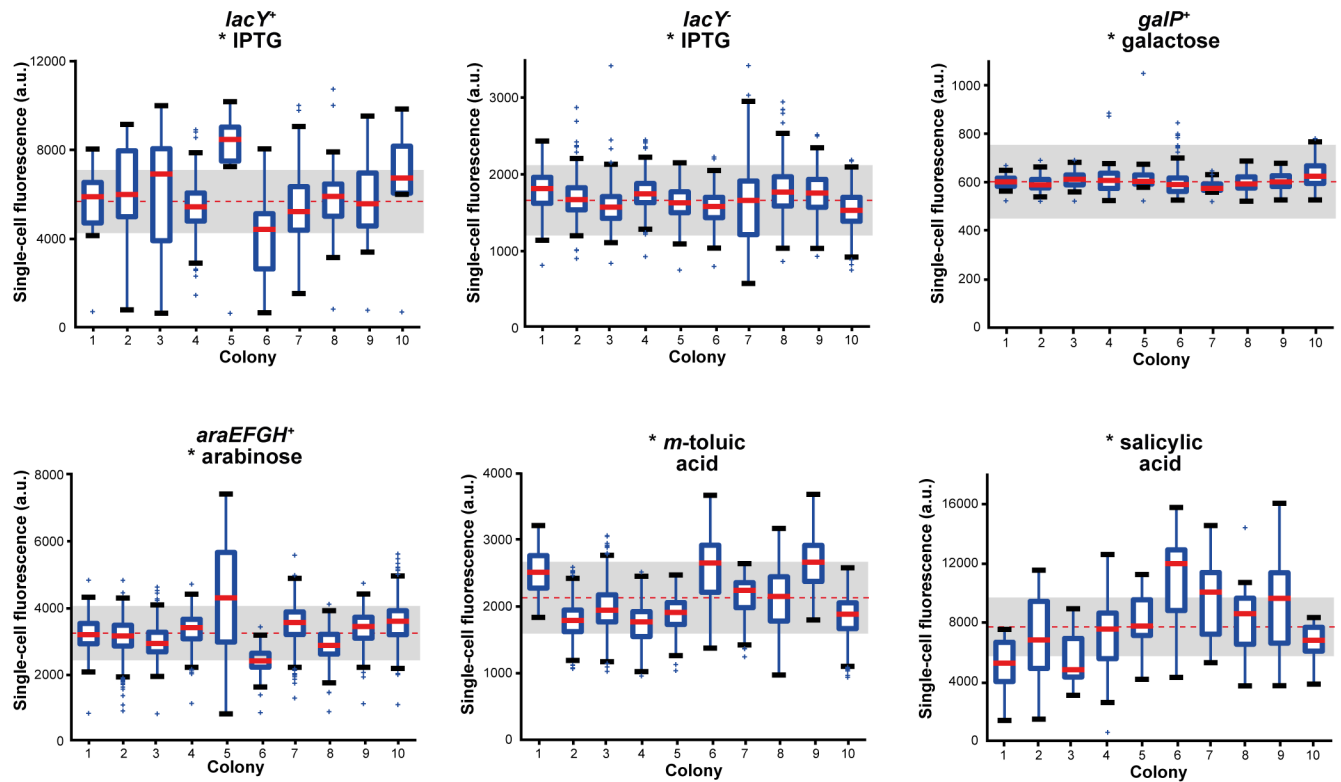 lacY+
* IPTG
Single-cell fluorescence (a.u.)
12000
8000
4000
0
1 2 3 4 5 6 7 8 9 10
Colony
lacY-
* IPTG
Single-cell fluorescence (a.u.)
3000
2000
1000
0
1 2 3 4 5 6 7 8 9 10
Colony
galP+
* galactose
Single-cell fluorescence (a.u.)
1000
800
600
400
200
0
1 2 3 4 5 6 7 8 9 10
Colony
araEFGH+
* arabinose
Single-cell fluorescence (a.u.)
8000
6000
4000
2000
0
1 2 3 4 5 6 7 8 9 10
Colony
* m-toluic
acid
Single-cell fluorescence (a.u.)
4000
3000
2000
1000
0
1 2 3 4 5 6 7 8 9 10
Colony
* salicylic
acid
Single-cell fluorescence (a.u.)
16000
12000
8000
4000
0
1 2 3 4 5 6 7 8 9 10
Colony